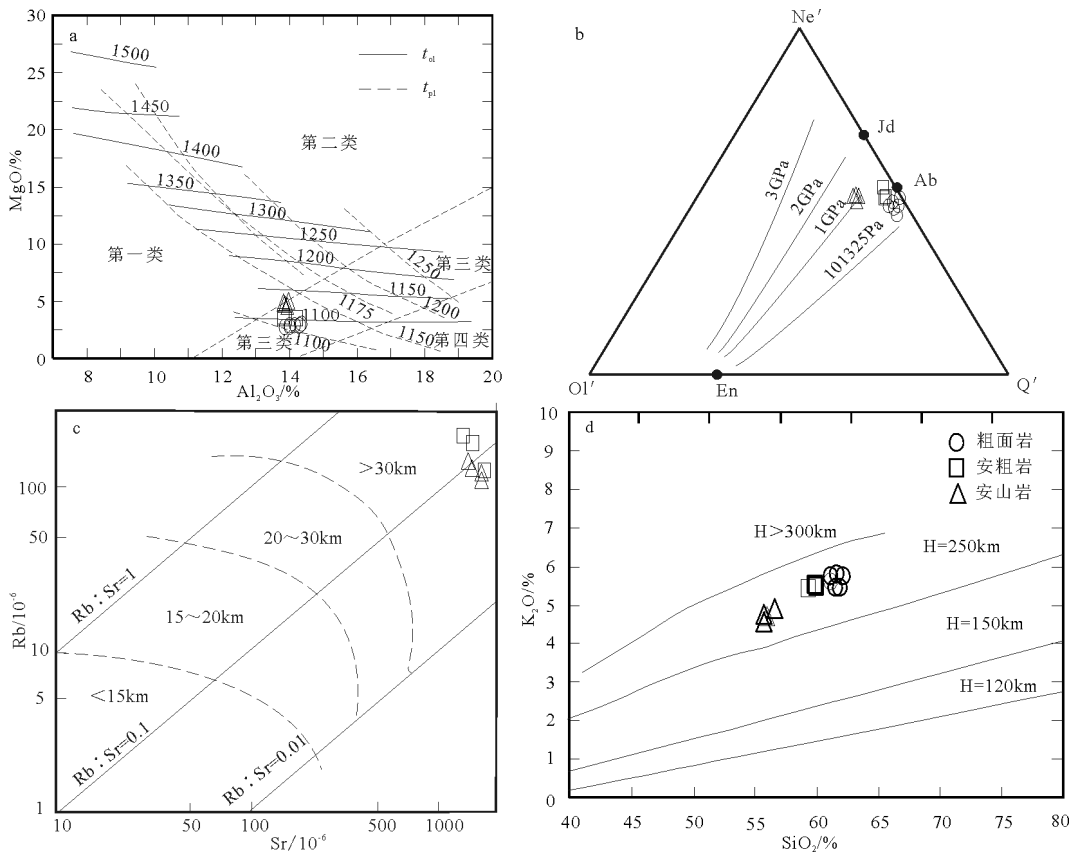 a
30
25
20
15
10
5
0
MgO/%
8
10
12
14
16
18
20
Al₂O₃/%
1500
1450
1400
1350
1300
1250
1200
1150
1100
1175
1250
1200
1150
1100
第一类
第二类
第三类
第三类
第四类
t_ol
t_pl
b
Ne′
Jd
Ab
3GPa
2GPa
1GPa
101325Pa
Ol′
En
Q′
c
100
50
10
5
1
Rb/10⁻⁶
10
50
100
500
1000
Sr/10⁻⁶
>30km
20～30km
15～20km
<15km
Rb：Sr=1
Rb：Sr=0.1
Rb：Sr=0.01
d
10
9
8
7
6
5
4
3
2
1
0
K₂O/%
40
45
50
55
60
65
70
75
80
SiO₂/%
粗面岩
安粗岩
安山岩
H>300km
H=250km
H=150km
H=120km